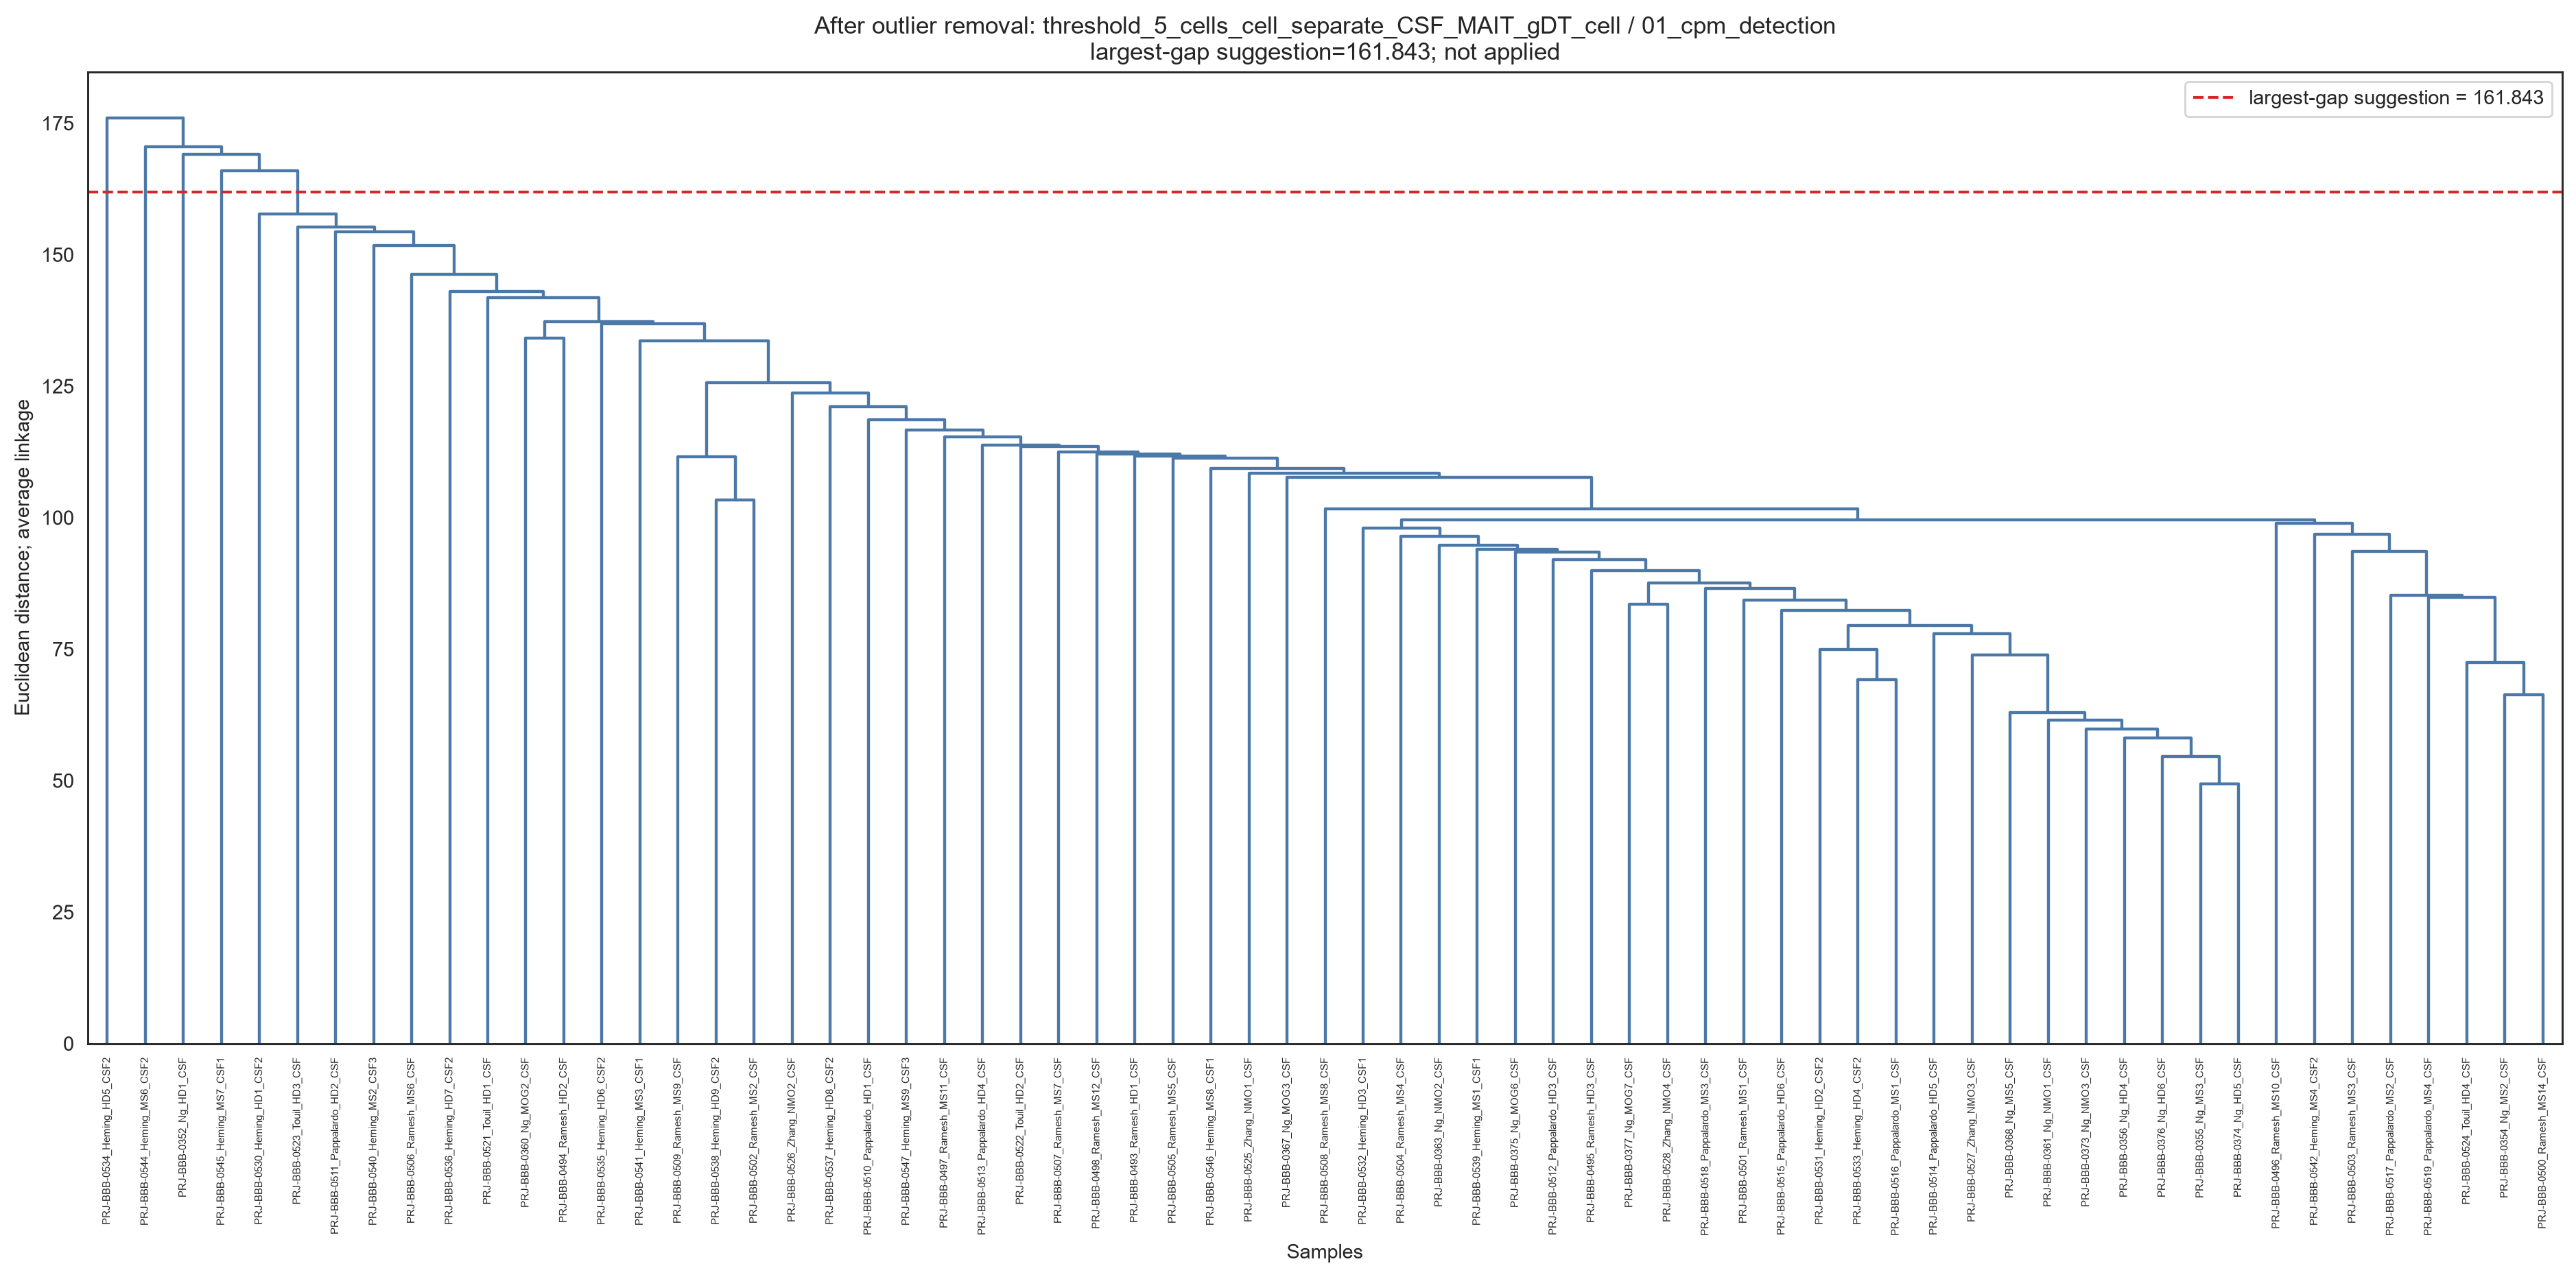 After outlier removal: threshold_5_cells_cell_separate_CSF_MAIT_gDT_cell / 01_cpm_detection
largest-gap suggestion=161.843; not applied
largest-gap suggestion = 161.843
Euclidean distance; average linkage
175
150
125
100
75
50
25
0
PRJ-BBB-0534_Heming_HD5_CSF2
PRJ-BBB-0544_Heming_MS6_CSF2
PRJ-BBB-0352_Ng_HD1_CSF
PRJ-BBB-0545_Heming_MS7_CSF1
PRJ-BBB-0530_Heming_HD1_CSF2
PRJ-BBB-0523_Touil_HD3_CSF
PRJ-BBB-0511_Pappalardo_HD2_CSF
PRJ-BBB-0540_Heming_MS2_CSF3
PRJ-BBB-0506_Ramesh_MS6_CSF
PRJ-BBB-0536_Heming_HD7_CSF2
PRJ-BBB-0521_Touil_HD1_CSF
PRJ-BBB-0360_Ng_MOG2_CSF
PRJ-BBB-0494_Ramesh_HD2_CSF
PRJ-BBB-0535_Heming_HD6_CSF2
PRJ-BBB-0541_Heming_MS3_CSF1
PRJ-BBB-0509_Ramesh_MS9_CSF
PRJ-BBB-0538_Heming_HD9_CSF2
PRJ-BBB-0502_Ramesh_MS2_CSF
PRJ-BBB-0526_Zhang_NMO2_CSF
PRJ-BBB-0537_Heming_HD8_CSF2
PRJ-BBB-0510_Pappalardo_HD1_CSF
PRJ-BBB-0547_Heming_MS9_CSF3
PRJ-BBB-0497_Ramesh_MS11_CSF
PRJ-BBB-0513_Pappalardo_HD4_CSF
PRJ-BBB-0522_Touil_HD2_CSF
PRJ-BBB-0507_Ramesh_MS7_CSF
PRJ-BBB-0498_Ramesh_MS12_CSF
PRJ-BBB-0493_Ramesh_HD1_CSF
PRJ-BBB-0505_Ramesh_MS5_CSF
PRJ-BBB-0546_Heming_MS8_CSF1
PRJ-BBB-0525_Zhang_NMO1_CSF
PRJ-BBB-0367_Ng_MOG3_CSF
PRJ-BBB-0508_Ramesh_MS8_CSF
PRJ-BBB-0532_Heming_HD3_CSF1
PRJ-BBB-0504_Ramesh_MS4_CSF
PRJ-BBB-0363_Ng_NMO2_CSF
PRJ-BBB-0539_Heming_MS1_CSF1
PRJ-BBB-0375_Ng_MOG6_CSF
PRJ-BBB-0512_Pappalardo_HD3_CSF
PRJ-BBB-0495_Ramesh_HD3_CSF
PRJ-BBB-0377_Ng_MOG7_CSF
PRJ-BBB-0528_Zhang_NMO4_CSF
PRJ-BBB-0518_Pappalardo_MS3_CSF
PRJ-BBB-0501_Ramesh_MS1_CSF
PRJ-BBB-0515_Pappalardo_HD6_CSF
PRJ-BBB-0531_Heming_HD2_CSF2
PRJ-BBB-0533_Heming_HD4_CSF2
PRJ-BBB-0516_Pappalardo_MS1_CSF
PRJ-BBB-0514_Pappalardo_HD5_CSF
PRJ-BBB-0527_Zhang_NMO3_CSF
PRJ-BBB-0368_Ng_MS5_CSF
PRJ-BBB-0361_Ng_NMO1_CSF
PRJ-BBB-0373_Ng_NMO3_CSF
PRJ-BBB-0356_Ng_HD4_CSF
PRJ-BBB-0376_Ng_HD6_CSF
PRJ-BBB-0355_Ng_MS3_CSF
PRJ-BBB-0374_Ng_HD5_CSF
PRJ-BBB-0496_Ramesh_MS10_CSF
PRJ-BBB-0542_Heming_MS4_CSF2
PRJ-BBB-0503_Ramesh_MS3_CSF
PRJ-BBB-0517_Pappalardo_MS2_CSF
PRJ-BBB-0519_Pappalardo_MS4_CSF
PRJ-BBB-0524_Touil_HD4_CSF
PRJ-BBB-0354_Ng_MS2_CSF
PRJ-BBB-0500_Ramesh_MS14_CSF
Samples